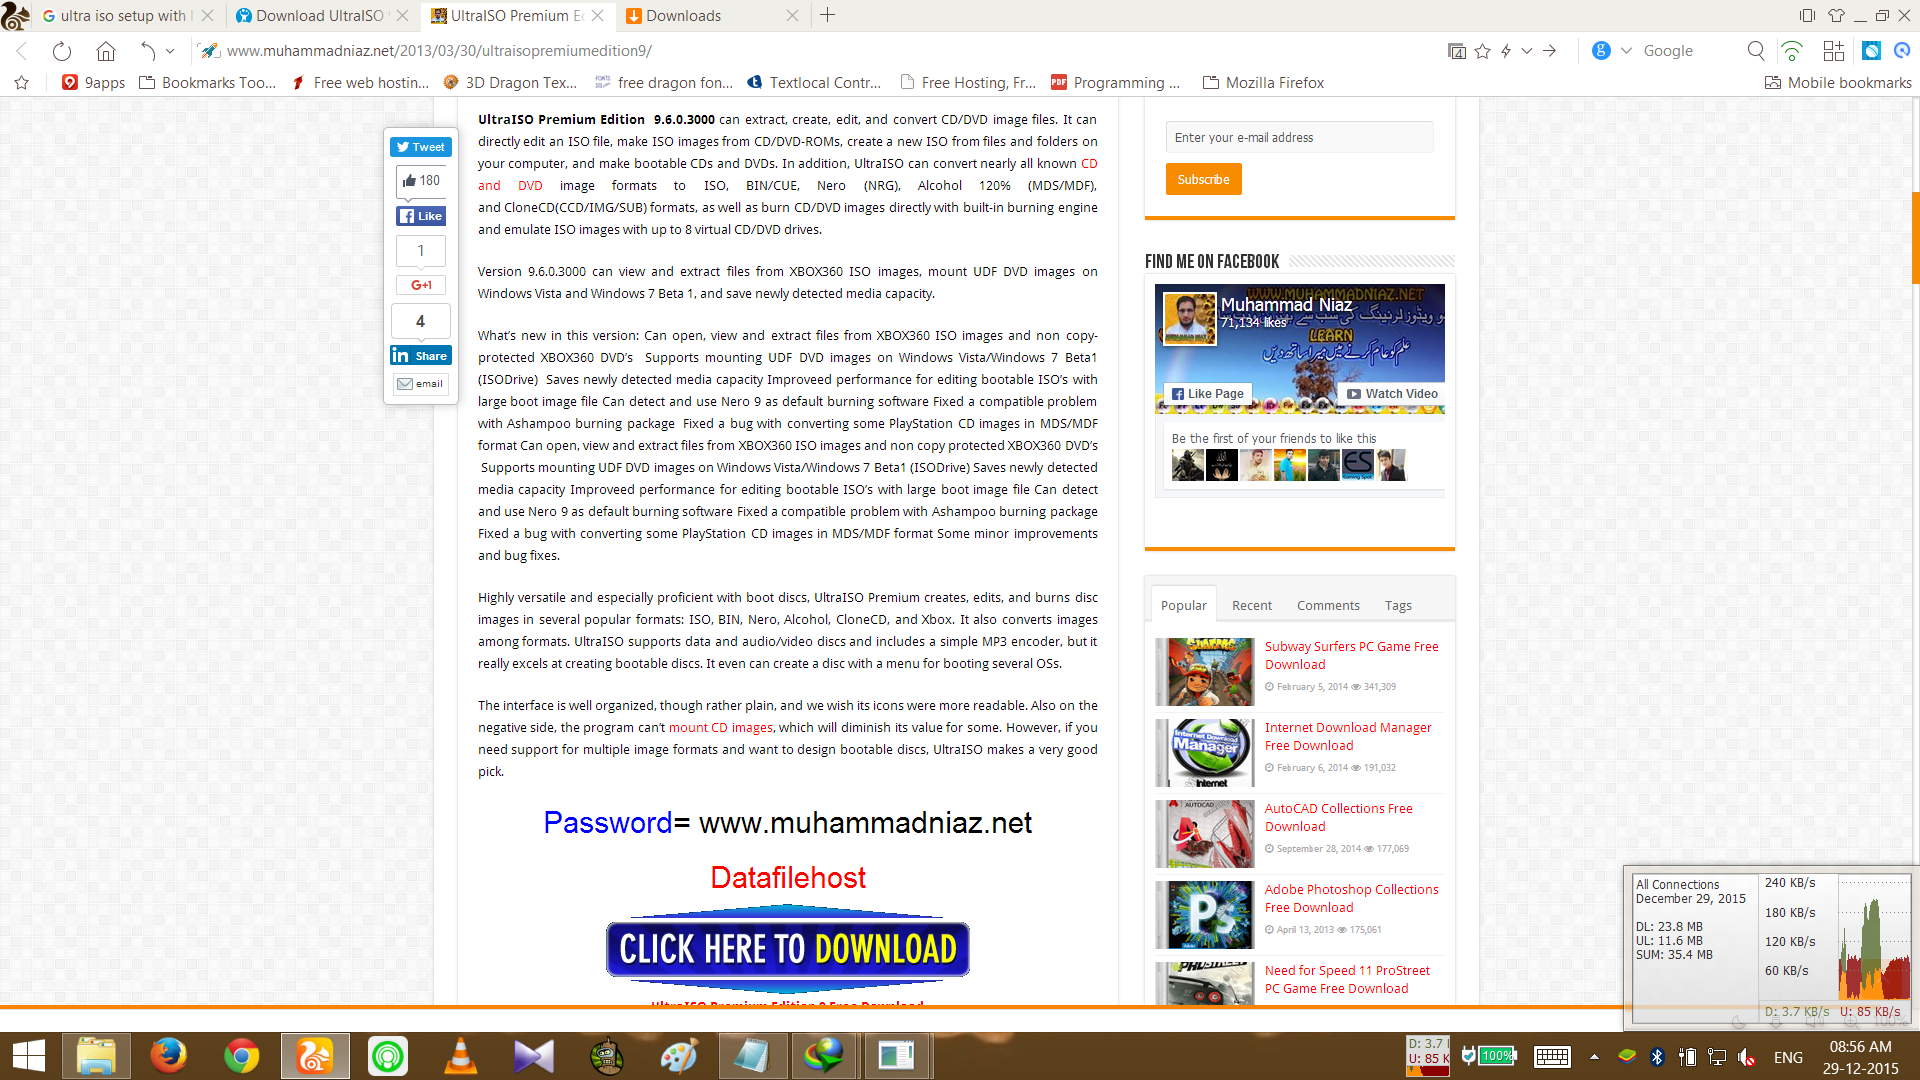 ultra iso setup with
Download UltraISO
UltraISO Premium E
Downloads
www.muhammadniaz.net/2013/03/30/ultraisopremiumedition9/
4
Google
9apps
Bookmarks Too...
Free web hostin...
3D Dragon Tex...
free dragon fon...
Textlocal Contr...
Free Hosting, Fr...
PDF
Programming ...
Mozilla Firefox
Mobile bookmarks
Tweet
180
Like
1
G+1
4
in Share
email
UltraISO Premium Edition 9.6.0.3000 can extract, create, edit, and convert CD/DVD image files. It can
directly edit an ISO file, make ISO images from CD/DVD-ROMs, create a new ISO from files and folders on
your computer, and make bootable CDs and DVDs. In addition, UltraISO can convert nearly all known CD
and DVD image formats to ISO, BIN/CUE, Nero (NRG), Alcohol 120% (MDS/MDF),
and CloneCD(CCD/IMG/SUB) formats, as well as burn CD/DVD images directly with built-in burning engine
and emulate ISO images with up to 8 virtual CD/DVD drives.
Version 9.6.0.3000 can view and extract files from XBOX360 ISO images, mount UDF DVD images on
Windows Vista and Windows 7 Beta 1, and save newly detected media capacity.
What's new in this version: Can open, view and extract files from XBOX360 ISO images and non copy-
protected XBOX360 DVD's Supports mounting UDF DVD images on Windows Vista/Windows 7 Beta1
(ISODrive) Saves newly detected media capacity Improveed performance for editing bootable ISO's with
large boot image file Can detect and use Nero 9 as default burning software Fixed a compatible problem
with Ashampoo burning package Fixed a bug with converting some PlayStation CD images in MDS/MDF
format Can open, view and extract files from XBOX360 ISO images and non copy protected XBOX360 DVD's
Supports mounting UDF DVD images on Windows Vista/Windows 7 Beta1 (ISODrive) Saves newly detected
media capacity Improveed performance for editing bootable ISO's with large boot image file Can detect
and use Nero 9 as default burning software Fixed a compatible problem with Ashampoo burning package
Fixed a bug with converting some PlayStation CD images in MDS/MDF format Some minor improvements
and bug fixes.
Highly versatile and especially proficient with boot discs, UltraISO Premium creates, edits, and burns disc
images in several popular formats: ISO, BIN, Nero, Alcohol, CloneCD, and Xbox. It also converts images
among formats. UltraISO supports data and audio/video discs and includes a simple MP3 encoder, but it
really excels at creating bootable discs. It even can create a disc with a menu for booting several OSs.
The interface is well organized, though rather plain, and we wish its icons were more readable. Also on the
negative side, the program can't mount CD images, which will diminish its value for some. However, if you
need support for multiple image formats and want to design bootable discs, UltraISO makes a very good
pick.
Password= www.muhammadniaz.net
Datafilehost
CLICK HERE TO DOWNLOAD
UltraISO Premium Edition 9 Free Download
Enter your e-mail address
Subscribe
FIND ME ON FACEBOOK
WWW.MUHAMMADNIAZ.NET
Muhammad Niaz
71,134 likes
LEARN
Like Page
Watch Video
Be the first of your friends to like this
ES
Popular
Recent
Comments
Tags
Subway Surfers PC Game Free
Download
February 5, 2014 341,309
Internet Download Manager
Free Download
February 6, 2014 191,032
AutoCAD Collections Free
Download
September 28, 2014 177,069
Adobe Photoshop Collections
Free Download
April 13, 2013 175,061
Need for Speed 11 ProStreet
PC Game Free Download
All Connections
December 29, 2015
DL: 23.8 MB
UL: 11.6 MB
SUM: 35.4 MB
240 KB/s
180 KB/s
120 KB/s
60 KB/s
D: 3.7 KB/s U: 85 KB/s
D: 3.7
U: 85 K
100%
ENG
08:56 AM
29-12-2015